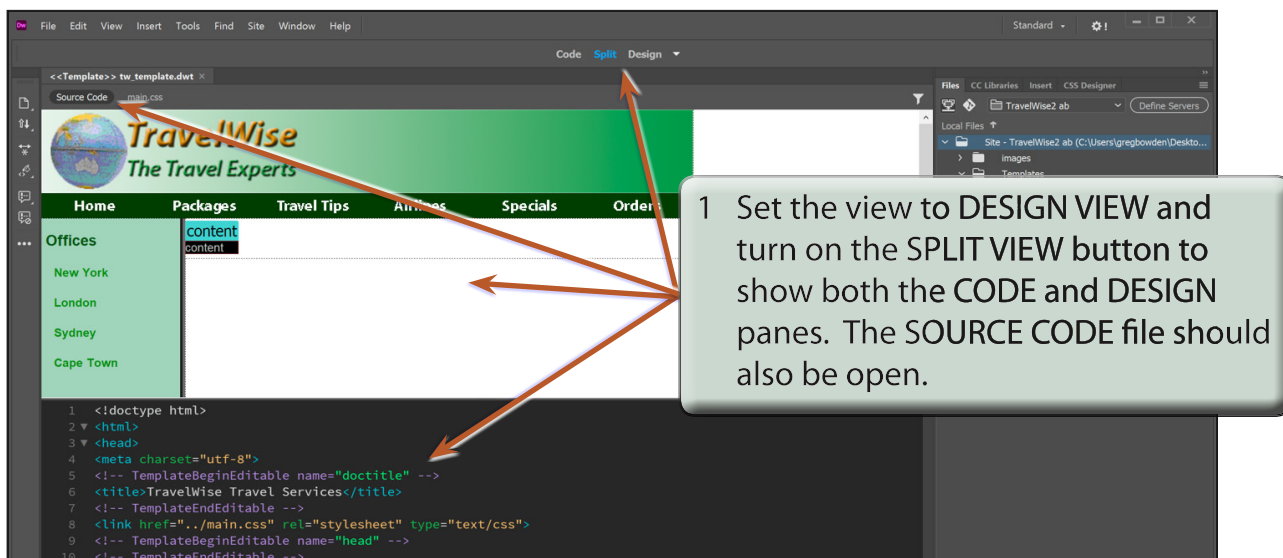 Dw File Edit View Insert Tools Find Site Window Help Standard
Code Split Design
<<Template>> tw_template.dwt ×
Source Code main.css
TravelWise
The Travel Experts
Home Packages Travel Tips Airlines Specials Orders
Offices
New York
London
Sydney
Cape Town
content
content
Files CC Libraries Insert CSS Designer
TravelWise2 ab Define Servers
Local Files
Site - TravelWise2 ab (C:\Users\gregbowden\Deskto...
images
Templates
1 Set the view to DESIGN VIEW and
turn on the SPLIT VIEW button to
show both the CODE and DESIGN
panes. The SOURCE CODE file should
also be open.
1 <!doctype html>
2 <html>
3 <head>
4 <meta charset="utf-8">
5 <!-- TemplateBeginEditable name="doctitle" -->
6 <title>TravelWise Travel Services</title>
7 <!-- TemplateEndEditable -->
8 <link href="../main.css" rel="stylesheet" type="text/css">
9 <!-- TemplateBeginEditable name="head" -->
10 <!-- TemplateEndEditable -->